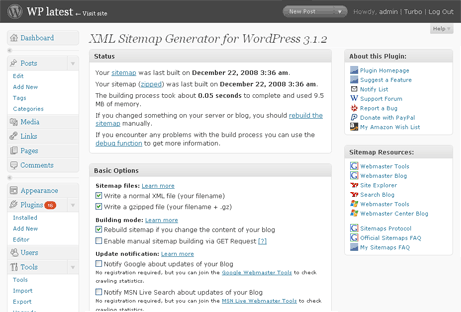 WP latest ← Visit site
New Post
Howdy, admin | Turbo | Log Out
Help
Dashboard
Posts
Edit
Add New
Tags
Categories
Media
Links
Pages
Comments
Appearance
Plugins
Installed
Add New
Editor
Users
Tools
Tools
Import
Export
XML Sitemap Generator for WordPress 3.1.2
Status
Your sitemap was last built on December 22, 2008 3:36 am.
Your sitemap (zipped) was last built on December 22, 2008 3:36 am.
The building process took about 0.05 seconds to complete and used 9.5
MB of memory.
If you changed something on your server or blog, you should rebuild the
sitemap manually.
If you encounter any problems with the build process you can use the
debug function to get more information.
Basic Options
Sitemap files: Learn more
Write a normal XML file (your filename)
Write a gzipped file (your filename + .gz)
Building mode: Learn more
Rebuild sitemap if you change the content of your blog
Enable manual sitemap building via GET Request [?]
Update notification: Learn more
Notify Google about updates of your Blog
No registration required, but you can join the Google Webmaster Tools to check
crawling statistics.
Notify MSN Live Search about updates of your Blog
No registration required, but you can join the MSN Live Webmaster Tools to check
crawling statistics.
About this Plugin:
Plugin Homepage
Suggest a Feature
Notify List
Support Forum
Report a Bug
Donate with PayPal
My Amazon Wish List
Sitemap Resources:
Webmaster Tools
Webmaster Blog
Site Explorer
Search Blog
Webmaster Tools
Webmaster Center Blog
Sitemaps Protocol
Official Sitemaps FAQ
My Sitemaps FAQ